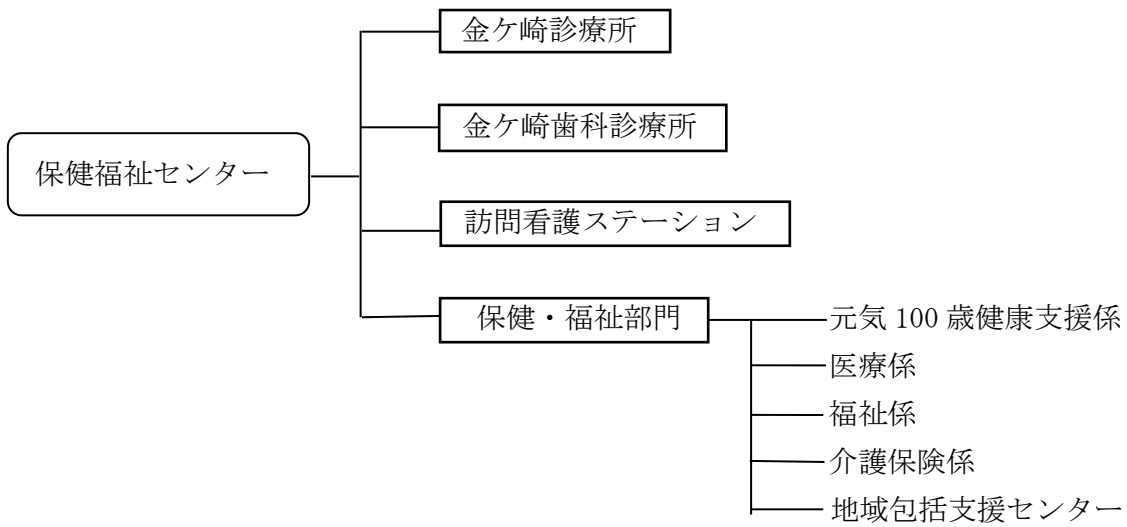 金ケ崎診療所
金ケ崎歯科診療所
保健福祉センター
訪問看護ステーション
保健・福祉部門
元気 100 歳健康支援係
医療係
福祉係
介護保険係
地域包括支援センター